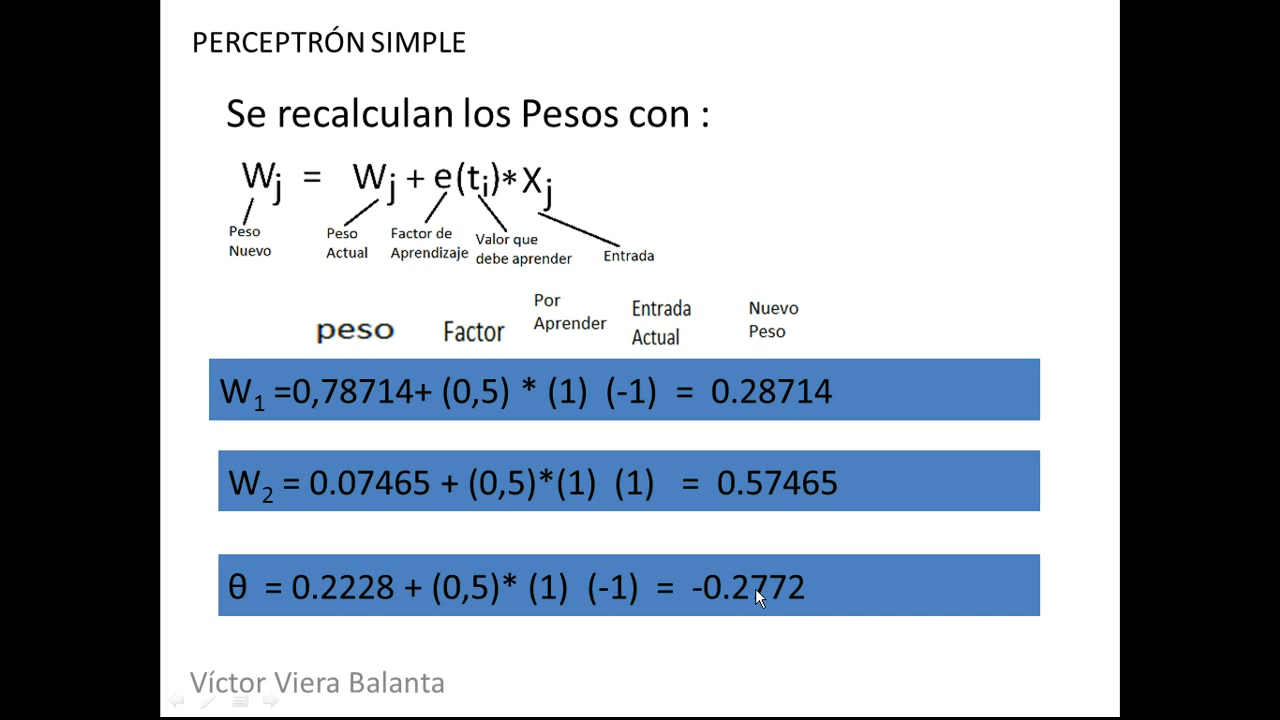 PERCEPTRÓN SIMPLE
Se recalculan los Pesos con :
Wj = Wj + e(ti)*Xj
Peso Nuevo
Peso Actual
Factor de Aprendizaje
Valor que debe aprender
Entrada
peso
Factor
Por Aprender
Entrada Actual
Nuevo Peso
W1 =0,78714+ (0,5) * (1) (-1) = 0.28714
W2 = 0.07465 + (0,5)*(1) (1) = 0.57465
θ = 0.2228 + (0,5)* (1) (-1) = -0.2772
Víctor Viera Balanta